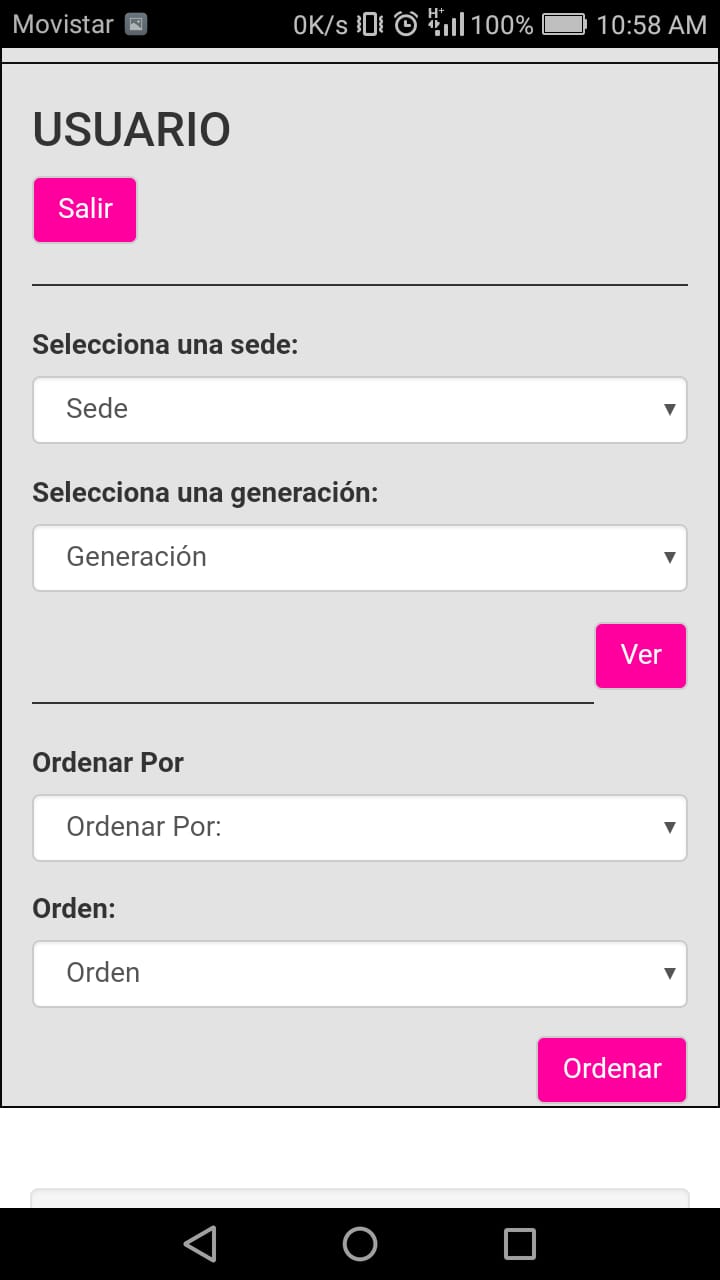 Movistar 0K/s H+ 100% 10:58 AM
USUARIO
Salir
Selecciona una sede:
Sede
Selecciona una generación:
Generación
Ver
Ordenar Por
Ordenar Por:
Orden:
Orden
Ordenar